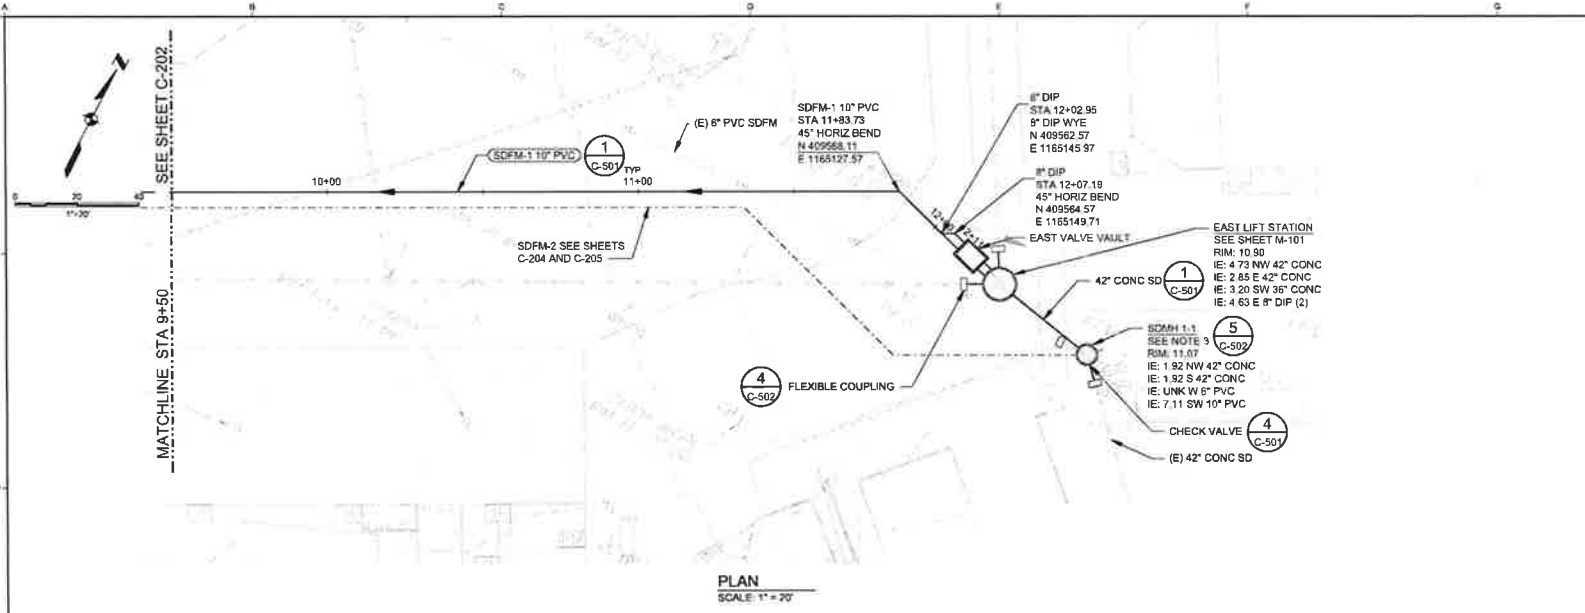 A
B
C
D
E
F
G
N
SEE SHEET C-202
MATCHLINE STA 9+50
0 20 40
1"=20'
SDFM-1 10" PVC
1
C-501
TYP
(E) 6" PVC SDFM
10+00
11+00
SDFM-2 SEE SHEETS
C-204 AND C-205
SDFM-1 10" PVC
STA 11+83.73
45° HORIZ BEND
N 409568.11
E 1165127.57
8" DIP
STA 12+02.95
8" DIP WYE
N 409562.57
E 1165145.97
8" DIP
STA 12+07.19
45° HORIZ BEND
N 409564.57
E 1165149.71
EAST VALVE VAULT
EAST LIFT STATION
SEE SHEET M-101
RIM: 10.90
IE: 4.73 NW 42" CONC
IE: 2.85 E 42" CONC
IE: 3.20 SW 36" CONC
IE: 4.63 E 8" DIP (2)
42" CONC SD
1
C-501
SDMH 1-1
SEE NOTE 3
5
C-502
RIM: 11.07
IE: 1.92 NW 42" CONC
IE: 1.92 S 42" CONC
IE: UNK W 6" PVC
IE: 7.11 SW 10" PVC
4
C-502
FLEXIBLE COUPLING
CHECK VALVE
4
C-501
(E) 42" CONC SD
PLAN
SCALE: 1" = 20'